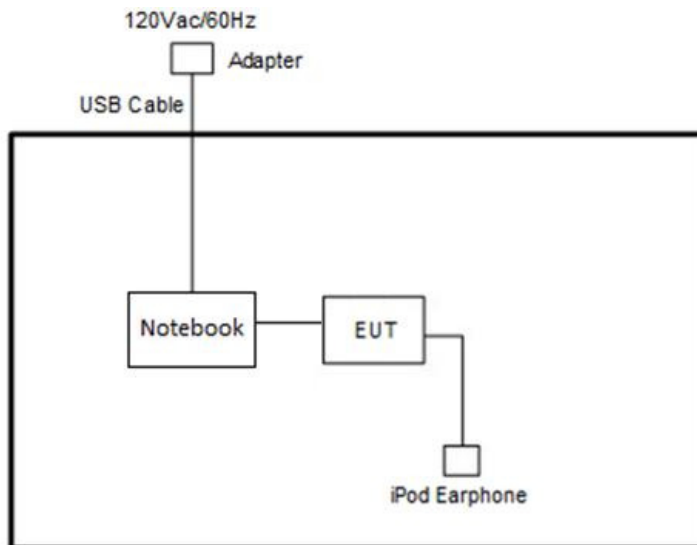 120Vac/60Hz
Adapter
USB Cable
Notebook
EUT
iPod Earphone